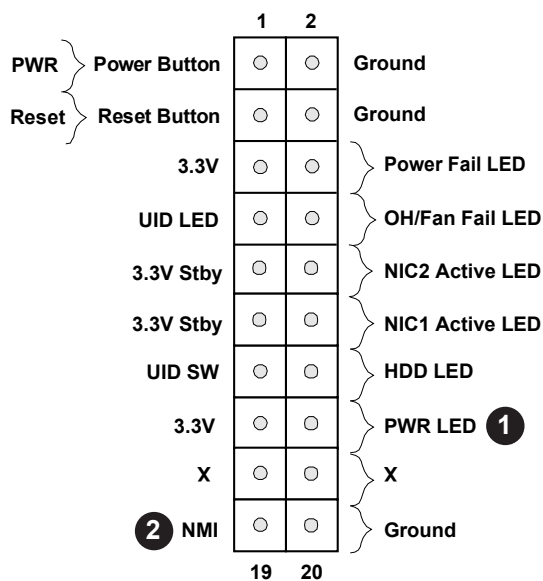 1 2
PWR Power Button Ground
Reset Reset Button Ground
3.3V Power Fail LED
UID LED OH/Fan Fail LED
3.3V Stby NIC2 Active LED
3.3V Stby NIC1 Active LED
UID SW HDD LED
3.3V PWR LED 1
X X
2 NMI Ground
19 20